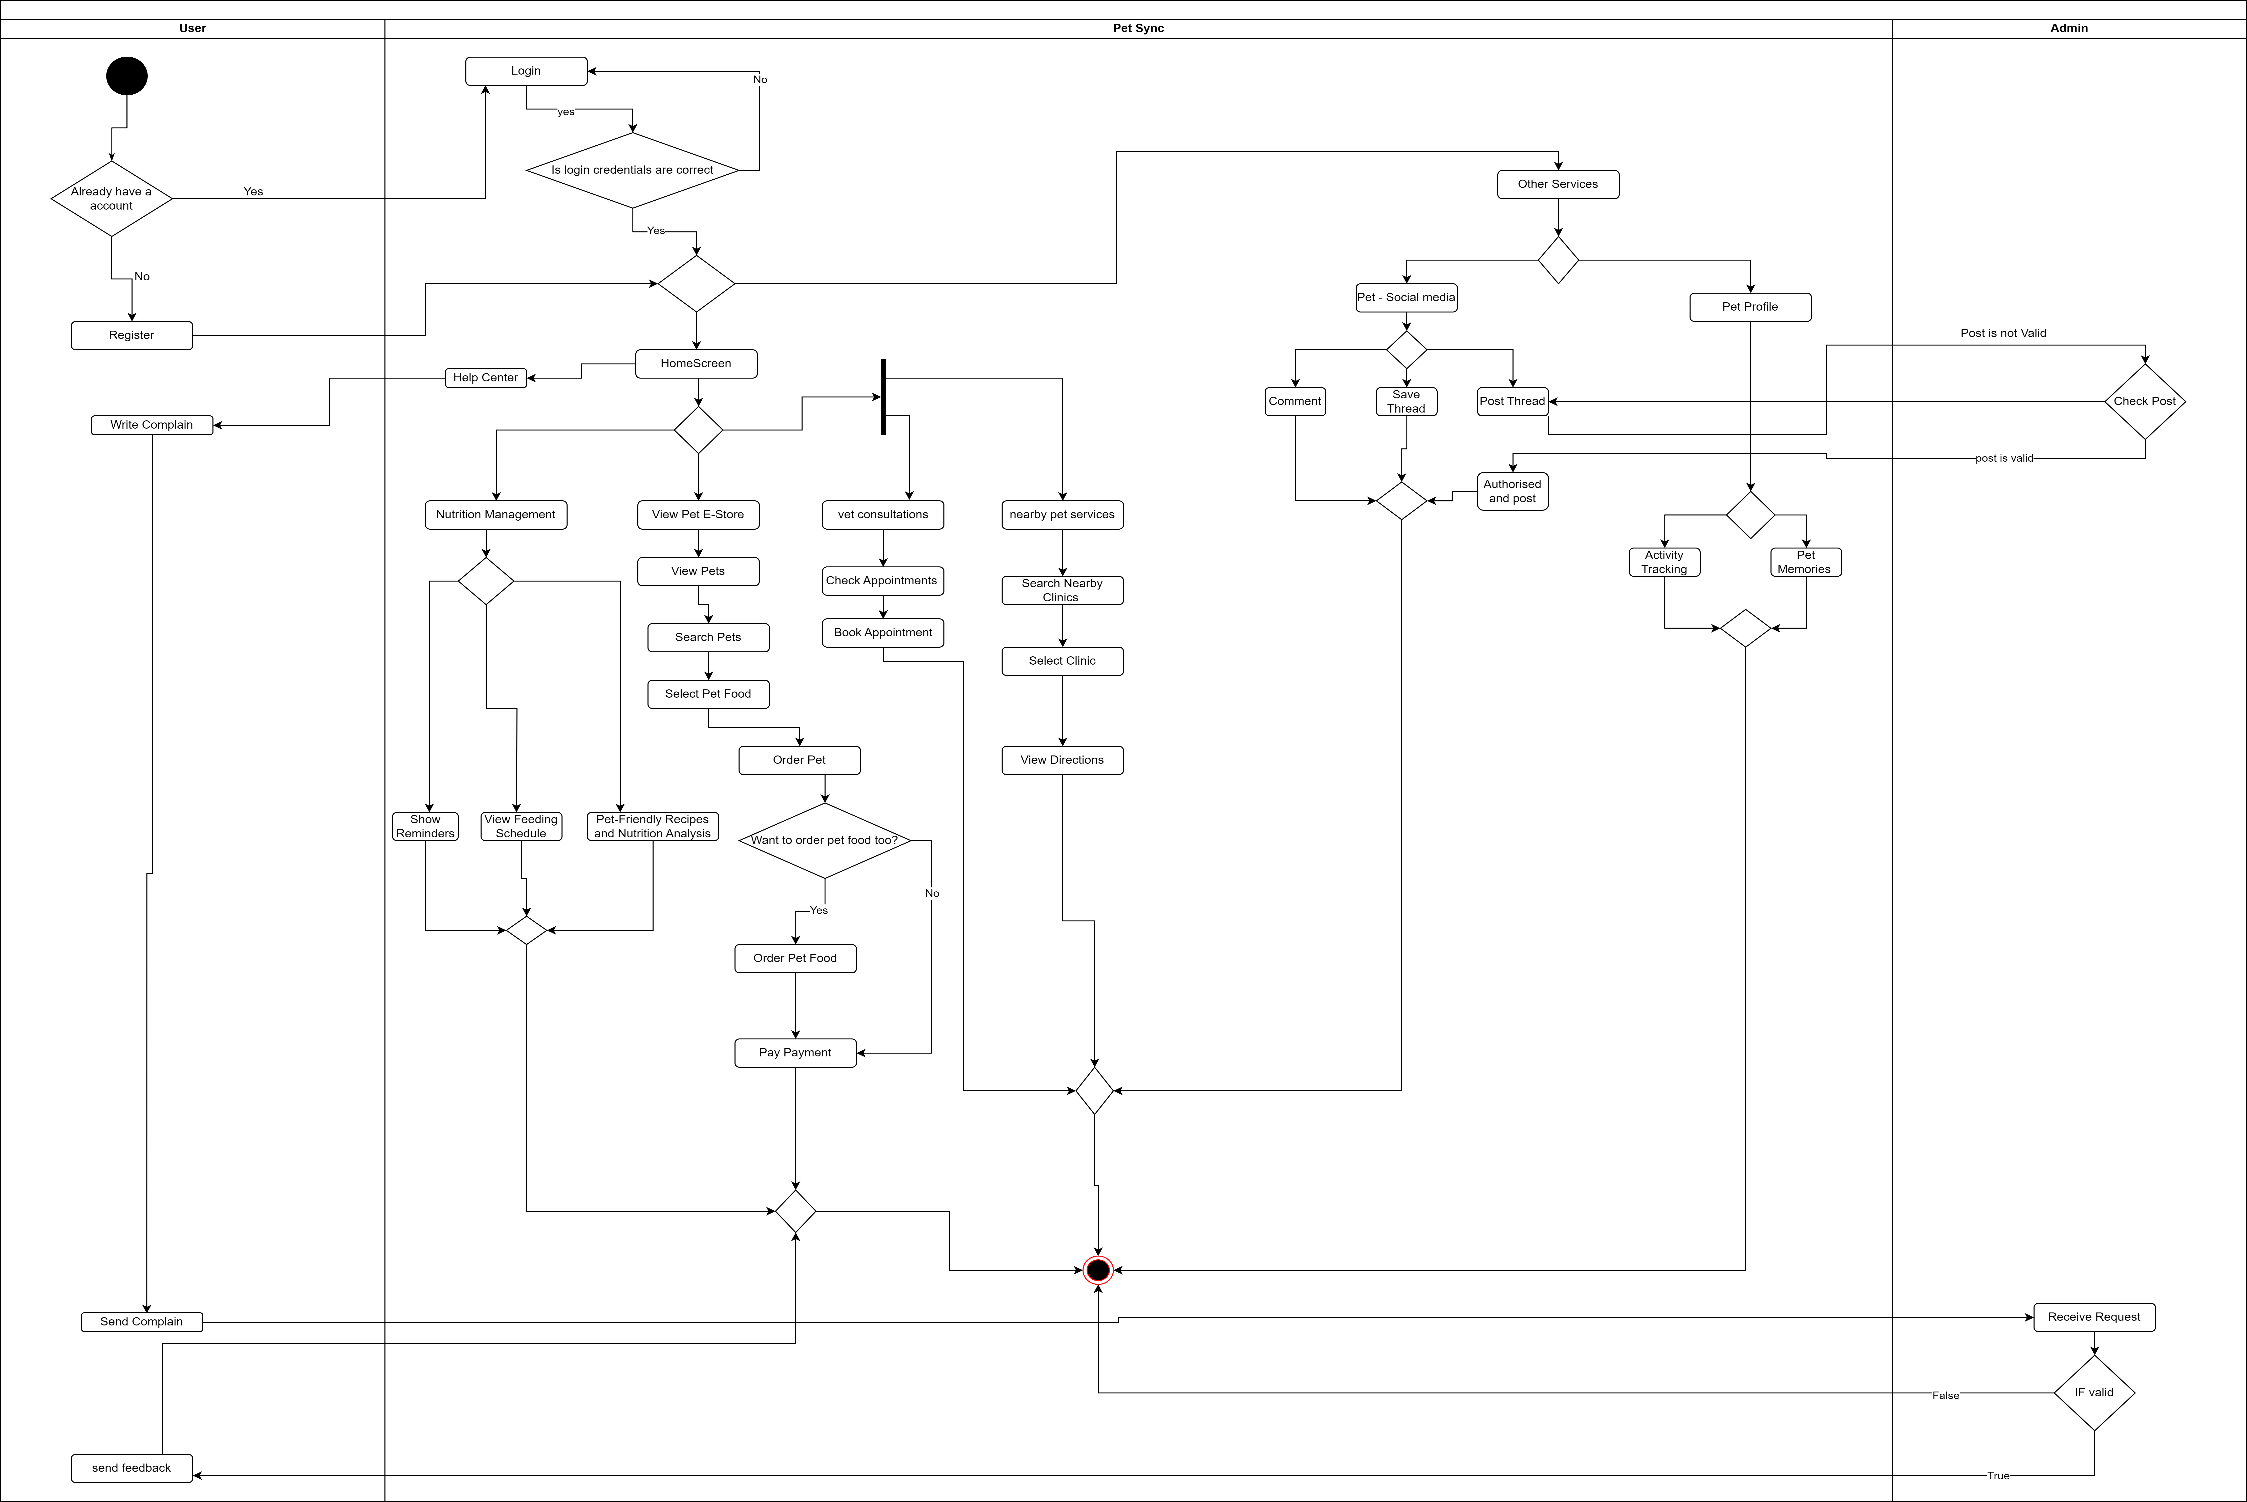 User
Pet Sync
Admin
Login
No
yes
Is login credentials are correct
Already have a
account
Yes
Other Services
Yes
No
Pet - Social media
Pet Profile
Register
Post is not Valid
HomeScreen
Help Center
Comment
Save
Thread
Post Thread
Check Post
Write Complain
post is valid
Authorised
and post
Nutrition Management
View Pet E-Store
vet consultations
nearby pet services
Activity
Tracking
Pet
Memories
View Pets
Check Appointments
Search Nearby
Clinics
Search Pets
Book Appointment
Select Clinic
Select Pet Food
Order Pet
View Directions
Show
Reminders
View Feeding
Schedule
Pet-Friendly Recipes
and Nutrition Analysis
Want to order pet food too?
No
Yes
Order Pet Food
Pay Payment
Send Complain
Receive Request
IF valid
False
send feedback
True